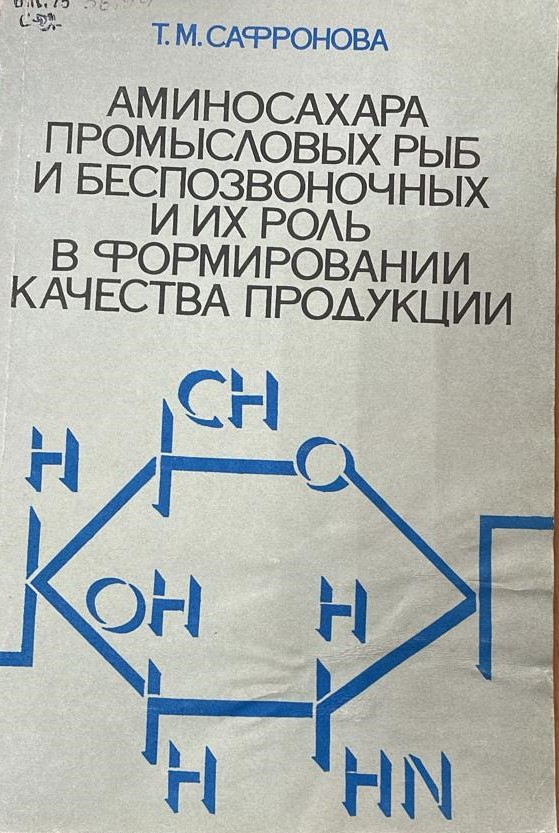 Т. М. САФРОНОВА
АМИНОСАХАРА
ПРОМЫСЛОВЫХ РЫБ
И БЕСПОЗВОНОЧНЫХ
И ИХ РОЛЬ
В ФОРМИРОВАНИИ
КАЧЕСТВА ПРОДУКЦИИ
CH
H
O
OH H
H
HN